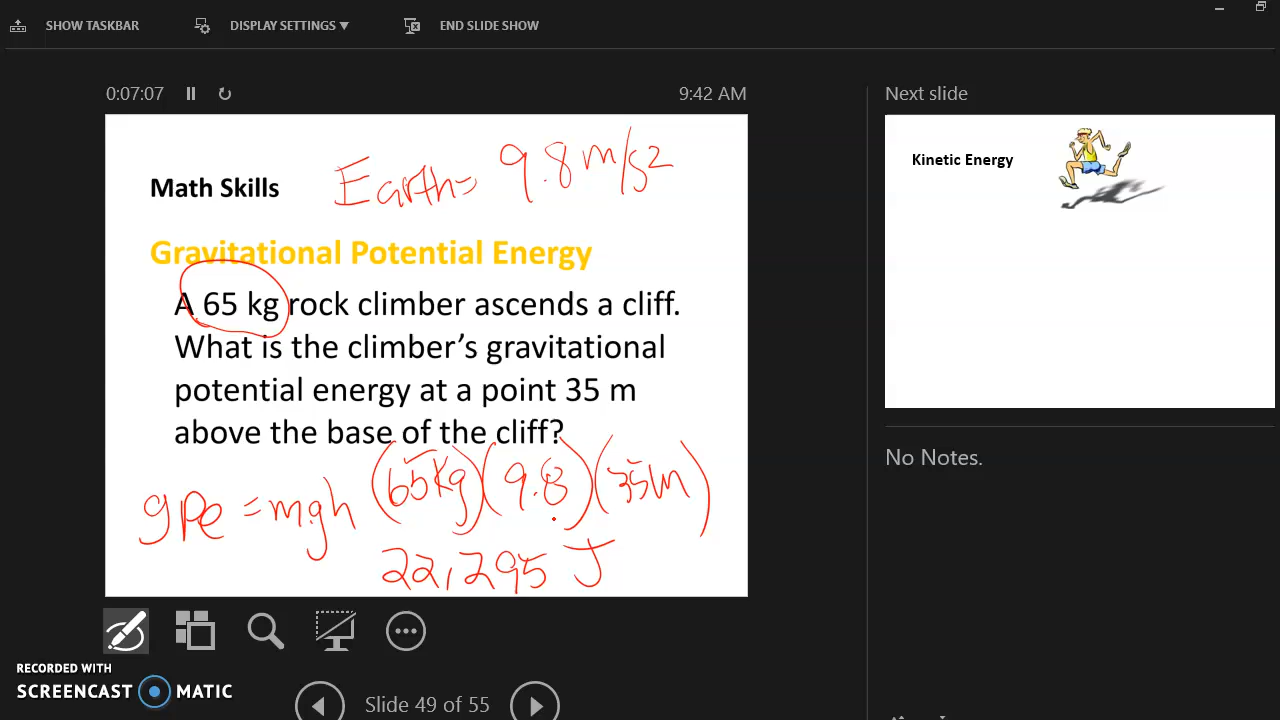 SHOW TASKBAR DISPLAY SETTINGS ▼ END SLIDE SHOW
0:07:07 9:42 AM
Next slide
Math Skills
Earth= 9.8 m/s2
Gravitational Potential Energy
A 65 kg rock climber ascends a cliff.
What is the climber's gravitational
potential energy at a point 35 m
above the base of the cliff?
gpe = mgh (65kg)(9.8)(35m)
22,295 J
Kinetic Energy
No Notes.
RECORDED WITH
SCREENCAST MATIC
Slide 49 of 55